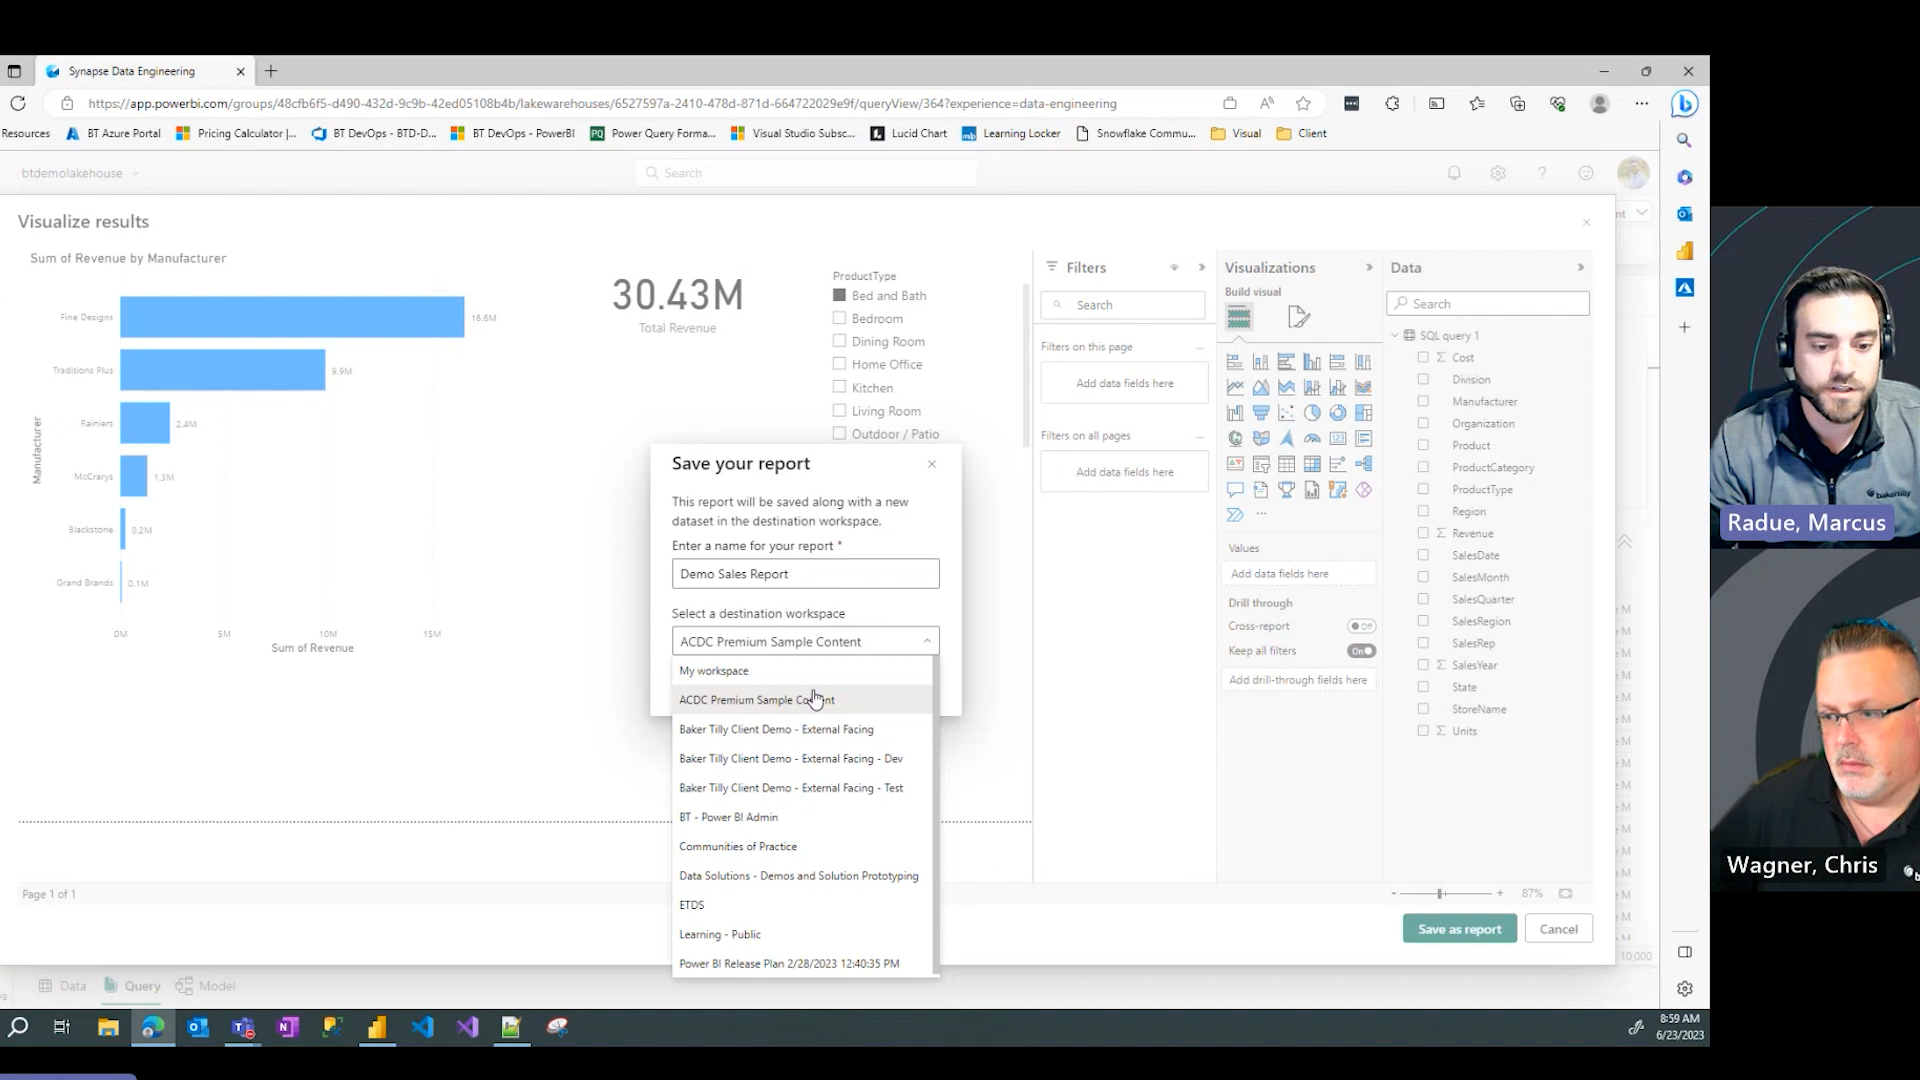 Synapse Data Engineering
https://app.powerbi.com/groups/48cfb6f5-d490-432d-9c9b-42ed05108b4b/lakewarehouses/6527597a-2410-478d-871d-664722029e9f/queryView/364?experience=data-engineering
Resources
BT Azure Portal
Pricing Calculator |...
BT DevOps - BTD-D...
BT DevOps - PowerBI
Power Query Forma...
Visual Studio Subsc...
Lucid Chart
Learning Locker
Snowflake Commu...
Visual
Client
btdemolakehouse
Search
Visualize results
Sum of Revenue by Manufacturer
Fine Designs
16.6M
Traditions Plus
9.9M
Rainiers
2.4M
McCrarys
1.3M
Blackstone
0.2M
Grand Brands
0.1M
Manufacturer
0M
5M
10M
15M
Sum of Revenue
30.43M
Total Revenue
ProductType
Bed and Bath
Bedroom
Dining Room
Home Office
Kitchen
Living Room
Outdoor / Patio
Save your report
This report will be saved along with a new
dataset in the destination workspace.
Enter a name for your report *
Demo Sales Report
Select a destination workspace
ACDC Premium Sample Content
My workspace
ACDC Premium Sample
Baker Tilly Client Demo - External Facing
Baker Tilly Client Demo - External Facing - Dev
Baker Tilly Client Demo - External Facing - Test
BT - Power BI Admin
Communities of Practice
Data Solutions - Demos and Solution Prototyping
ETDS
Learning - Public
Power BI Release Plan 2/28/2023 12:40:35 PM
Filters
Search
Filters on this page
...
Add data fields here
Filters on all pages
...
Add data fields here
Visualizations
Build visual
...
Values
Add data fields here
Drill through
Cross-report
Off
Keep all filters
On
Add drill-through fields here
Data
Search
SQL query 1
Cost
Division
Manufacturer
Organization
Product
ProductCategory
ProductType
Region
Revenue
SalesDate
SalesMonth
SalesQuarter
SalesRegion
SalesRep
SalesYear
State
StoreName
Units
Page 1 of 1
- + 87%
Save as report
Cancel
10,000
Data
Query
Model
8:59 AM
6/23/2023
bakertilly
Radue, Marcus
Wagner, Chris